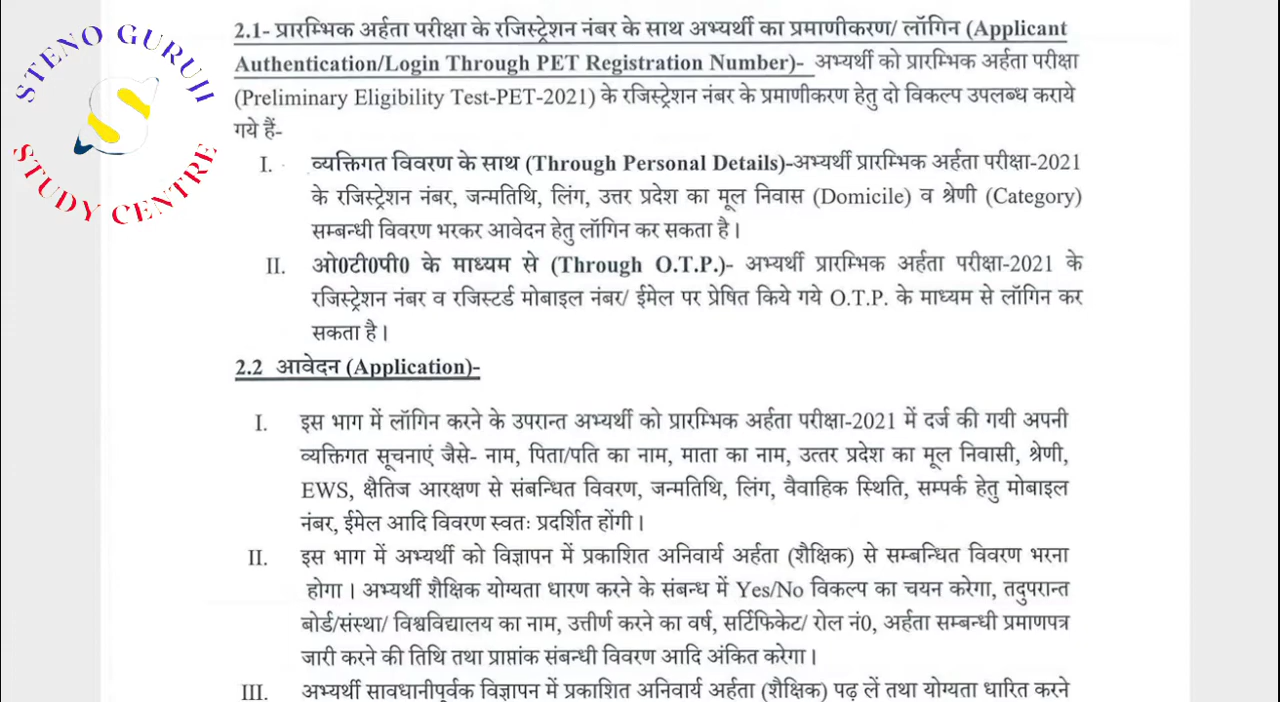 STENO GURUJI
STUDY CENTRE
S
2.1- प्रारम्भिक अर्हता परीक्षा के रजिस्ट्रेशन नंबर के साथ अभ्यर्थी का प्रमाणीकरण/ लॉगिन (Applicant
Authentication/Login Through PET Registration Number)- अभ्यर्थी को प्रारम्भिक अर्हता परीक्षा
(Preliminary Eligibility Test-PET-2021) के रजिस्ट्रेशन नंबर के प्रमाणीकरण हेतु दो विकल्प उपलब्ध कराये
गये हैं-
I. व्यक्तिगत विवरण के साथ (Through Personal Details)-अभ्यर्थी प्रारम्भिक अर्हता परीक्षा-2021
के रजिस्ट्रेशन नंबर, जन्मतिथि, लिंग, उत्तर प्रदेश का मूल निवास (Domicile) व श्रेणी (Category)
सम्बन्धी विवरण भरकर आवेदन हेतु लॉगिन कर सकता है।
II. ओ0टी0पी0 के माध्यम से (Through O.T.P.)- अभ्यर्थी प्रारम्भिक अर्हता परीक्षा-2021 के
रजिस्ट्रेशन नंबर व रजिस्टर्ड मोबाइल नंबर/ ईमेल पर प्रेषित किये गये O.T.P. के माध्यम से लॉगिन कर
सकता है।
2.2 आवेदन (Application)-
I. इस भाग में लॉगिन करने के उपरान्त अभ्यर्थी को प्रारम्भिक अर्हता परीक्षा-2021 में दर्ज की गयी अपनी
व्यक्तिगत सूचनाएं जैसे- नाम, पिता/पति का नाम, माता का नाम, उत्तर प्रदेश का मूल निवासी, श्रेणी,
EWS, क्षैतिज आरक्षण से संबन्धित विवरण, जन्मतिथि, लिंग, वैवाहिक स्थिति, सम्पर्क हेतु मोबाइल
नंबर, ईमेल आदि विवरण स्वतः प्रदर्शित होंगी।
II. इस भाग में अभ्यर्थी को विज्ञापन में प्रकाशित अनिवार्य अर्हता (शैक्षिक) से सम्बन्धित विवरण भरना
होगा। अभ्यर्थी शैक्षिक योग्यता धारण करने के संबन्ध में Yes/No विकल्प का चयन करेगा, तदुपरान्त
बोर्ड/संस्था/ विश्वविद्यालय का नाम, उत्तीर्ण करने का वर्ष, सर्टिफिकेट/ रोल नं0, अर्हता सम्बन्धी प्रमाणपत्र
जारी करने की तिथि तथा प्राप्तांक संबन्धी विवरण आदि अंकित करेगा।
III. अभ्यर्थी सावधानीपूर्वक विज्ञापन में प्रकाशित अनिवार्य अर्हता (शैक्षिक) पढ़ लें तथा योग्यता धारित करने